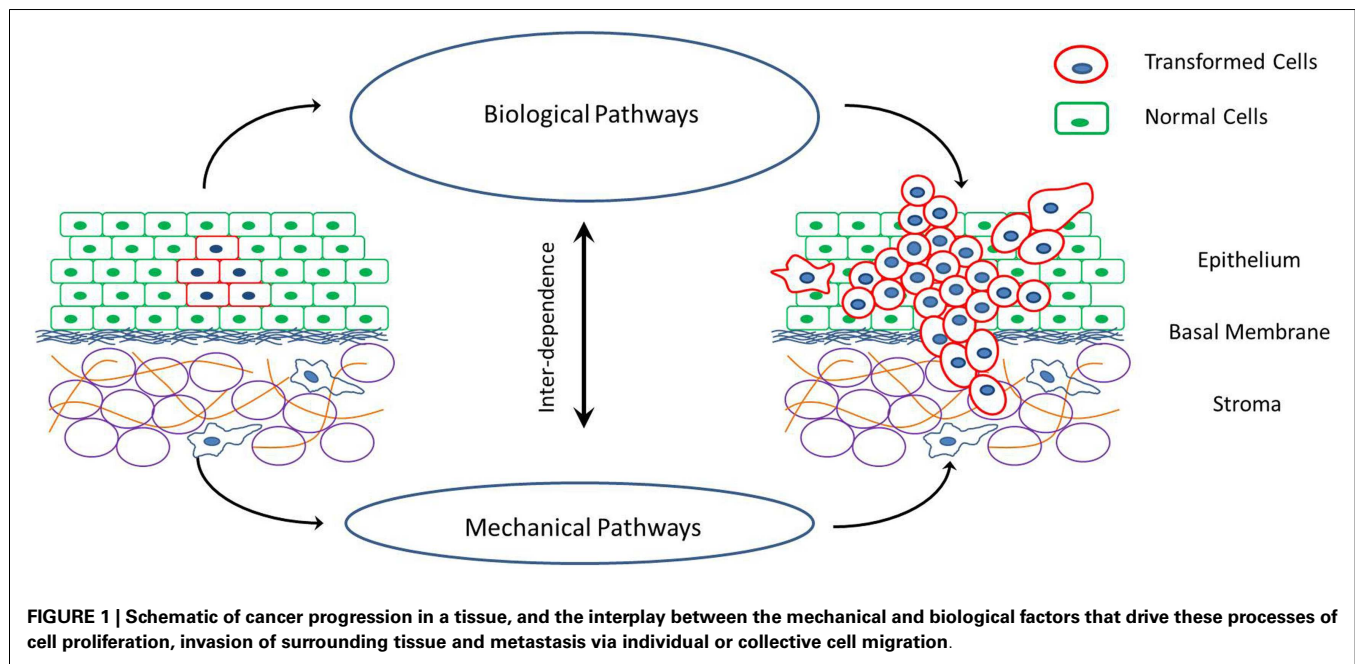 Biological Pathways
Transformed Cells
Normal Cells
Inter-dependence
Epithelium
Basal Membrane
Stroma
Mechanical Pathways
FIGURE 1 | Schematic of cancer progression in a tissue, and the interplay between the mechanical and biological factors that drive these processes of
cell proliferation, invasion of surrounding tissue and metastasis via individual or collective cell migration.